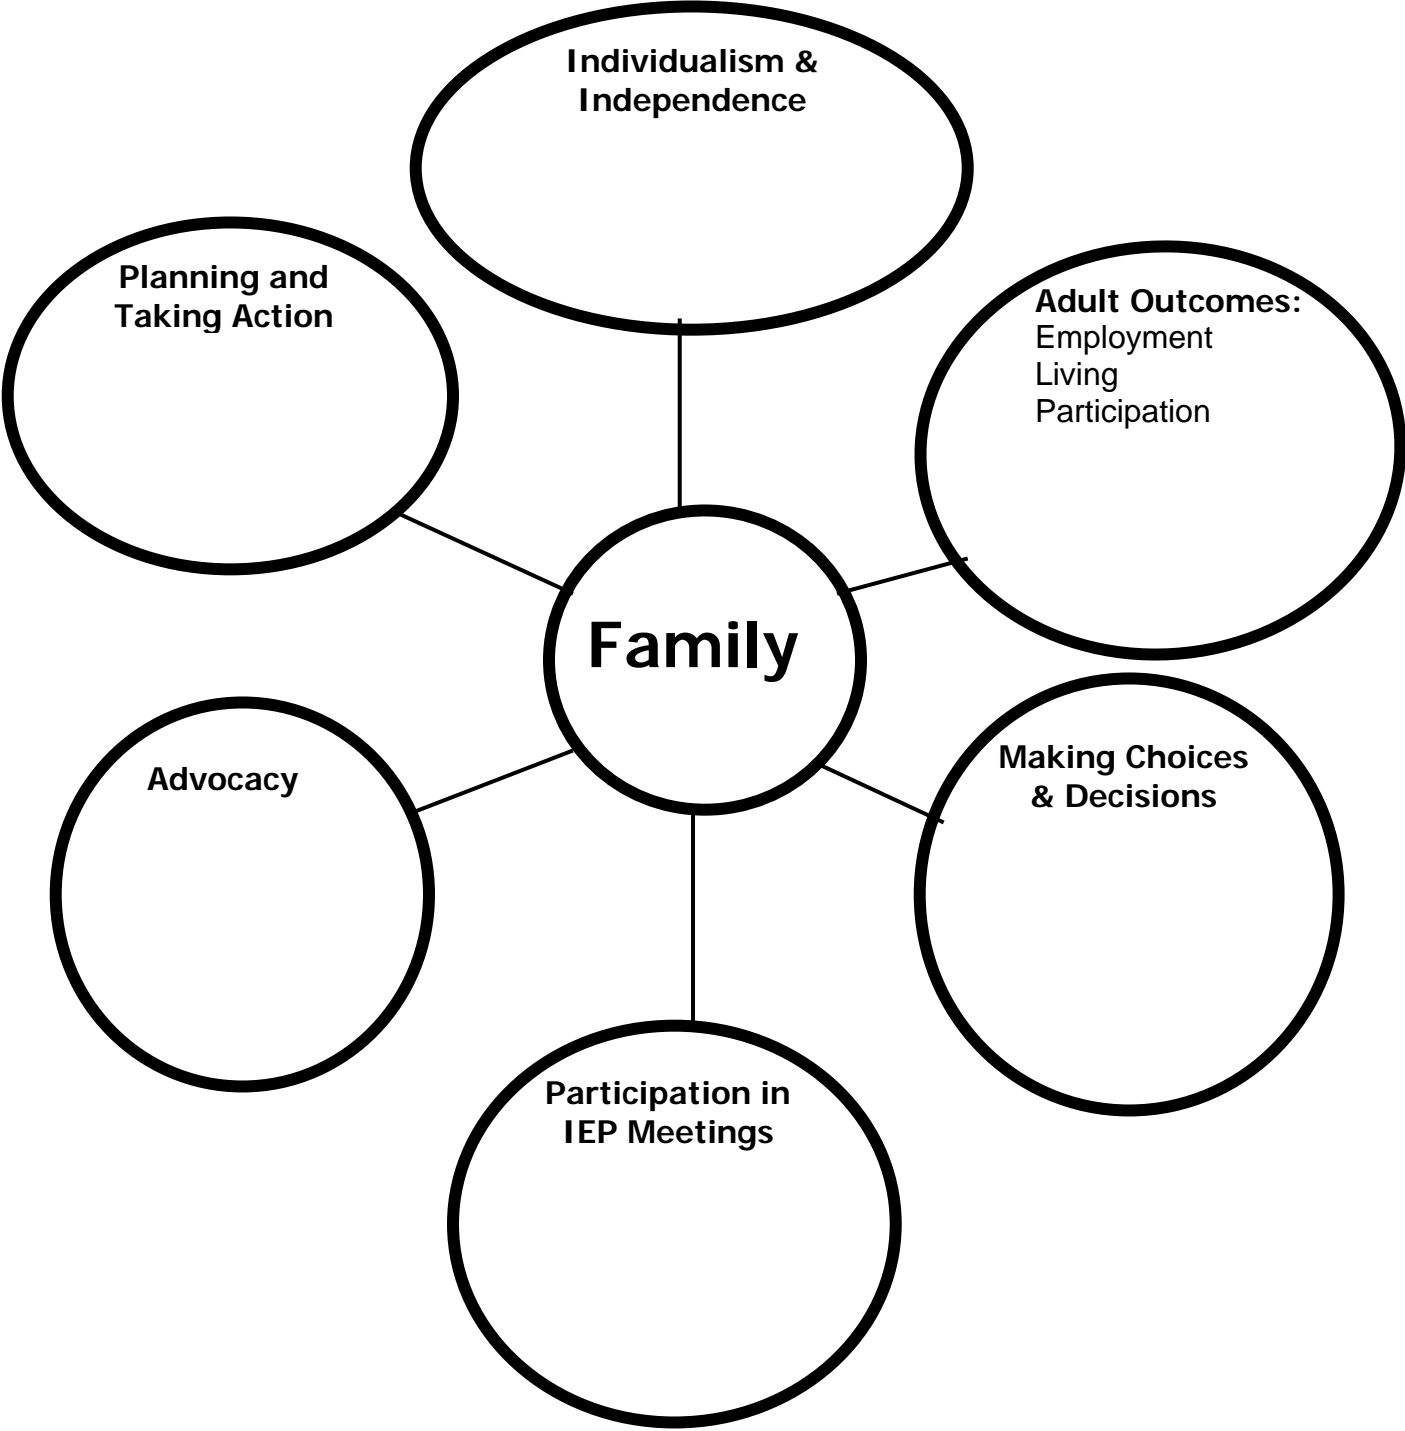 Individualism &
Independence
Planning and
Taking Action
Adult Outcomes:
Employment
Living
Participation
Family
Advocacy
Making Choices
& Decisions
Participation in
IEP Meetings